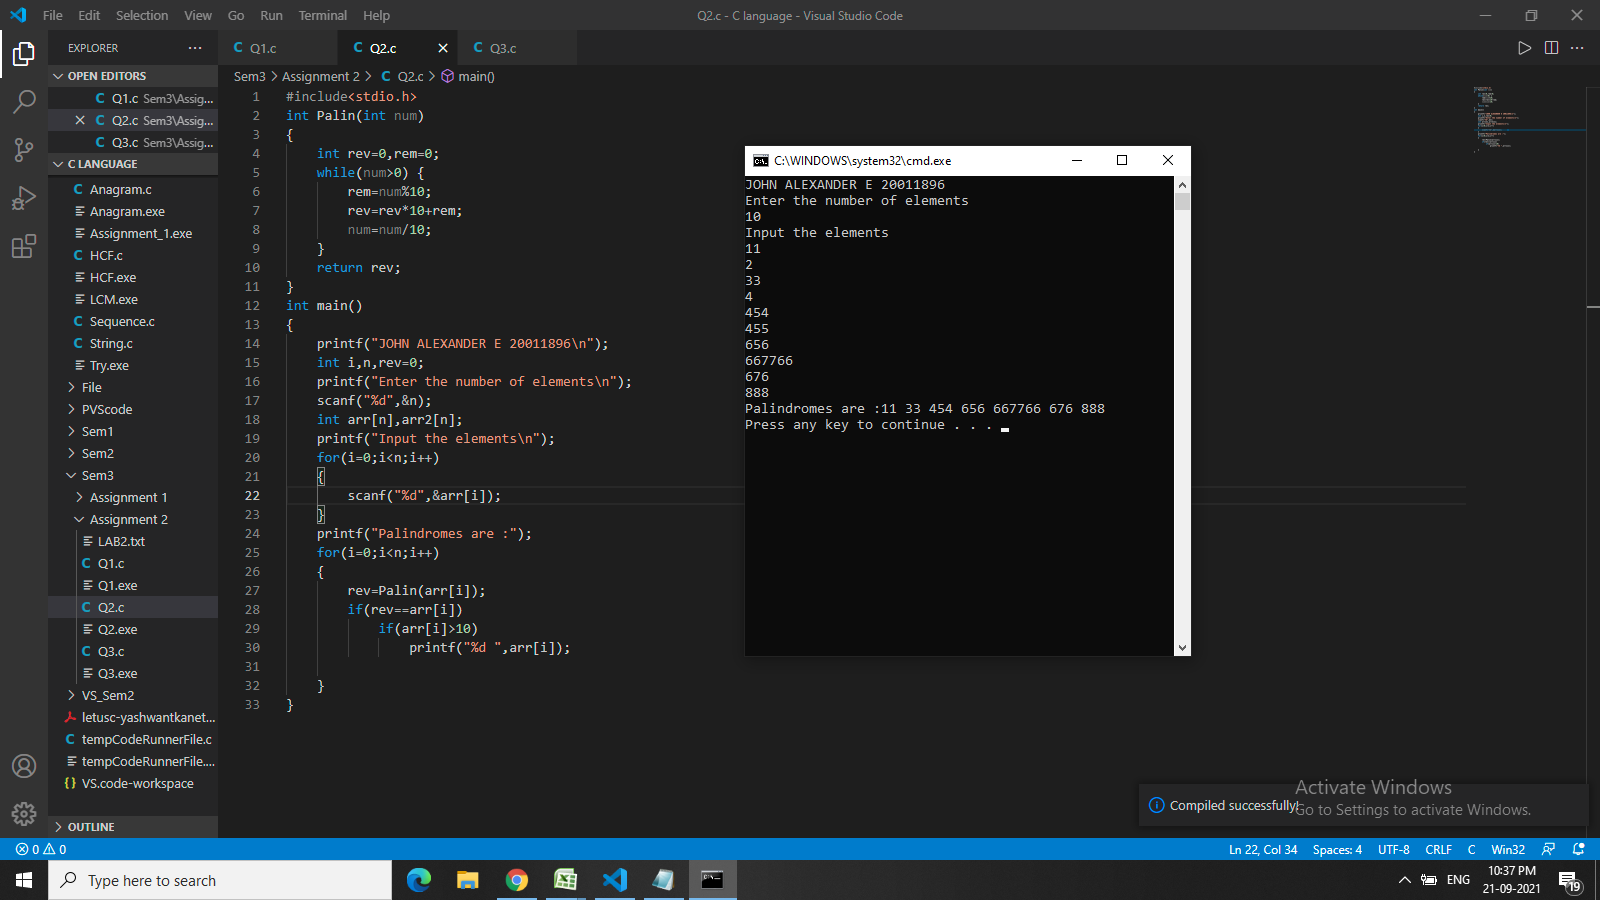 File Edit Selection View Go Run Terminal Help
Q2.c - C language - Visual Studio Code
EXPLORER
OPEN EDITORS
Q1.c Sem3\Assig...
Q2.c Sem3\Assig...
Q3.c Sem3\Assig...
C LANGUAGE
Anagram.c
Anagram.exe
Assignment_1.exe
HCF.c
HCF.exe
LCM.exe
Sequence.c
String.c
Try.exe
File
PVScode
Sem1
Sem2
Sem3
Assignment 1
Assignment 2
LAB2.txt
Q1.c
Q1.exe
Q2.c
Q2.exe
Q3.c
Q3.exe
VS_Sem2
letusc-yashwantkanet...
tempCodeRunnerFile.c
tempCodeRunnerFile....
VS.code-workspace
OUTLINE
Q1.c Q2.c Q3.c
Sem3 > Assignment 2 > C Q2.c > main()
1 #include<stdio.h>
2 int Palin(int num)
3 {
4 int rev=0,rem=0;
5 while(num>0) {
6 rem=num%10;
7 rev=rev*10+rem;
8 num=num/10;
9 }
10 return rev;
11 }
12 int main()
13 {
14 printf("JOHN ALEXANDER E 20011896\n");
15 int i,n,rev=0;
16 printf("Enter the number of elements\n");
17 scanf("%d",&n);
18 int arr[n],arr2[n];
19 printf("Input the elements\n");
20 for(i=0;i<n;i++)
21 {
22 scanf("%d",&arr[i]);
23 }
24 printf("Palindromes are :");
25 for(i=0;i<n;i++)
26 {
27 rev=Palin(arr[i]);
28 if(rev==arr[i])
29 if(arr[i]>10)
30 printf("%d ",arr[i]);
31
32 }
33 }
C:\WINDOWS\system32\cmd.exe
JOHN ALEXANDER E 20011896
Enter the number of elements
10
Input the elements
11
2
33
4
454
455
656
667766
676
888
Palindromes are :11 33 454 656 667766 676 888
Press any key to continue . . .
Activate Windows
Compiled successfully!
Go to Settings to activate Windows.
0 0
Ln 22, Col 34 Spaces: 4 UTF-8 CRLF C Win32
Type here to search
ENG
10:37 PM
21-09-2021
19